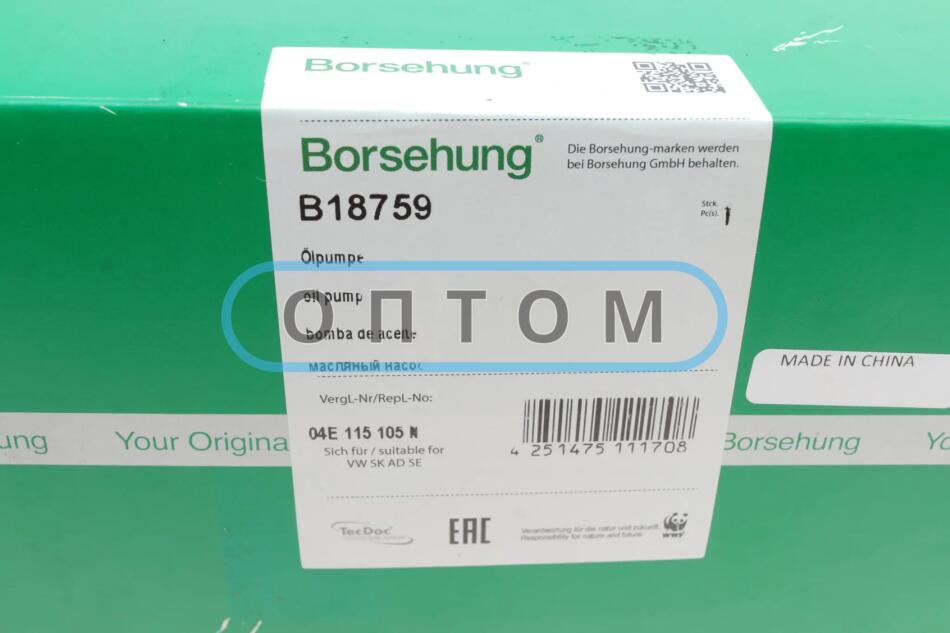 Borsehung®
Borsehung®
Die Borsehung-marken werden
bei Borsehung GmbH behalten.
B18759
Stck.
Pc(s). 1
Ölpumpe
oil pump
bomba de aceite
масляный насос
ОПТОМ
MADE IN CHINA
VergL-Nr/RepL-No:
04E 115 105 N
Sich für / suitable for
VW SK AD SE
4 251475 111708
ung Your Origina
Borsehung Yo
TecDoc
EAC
Verantwortung für die natur und zukunft.
Responsibility for nature and future.
WWF